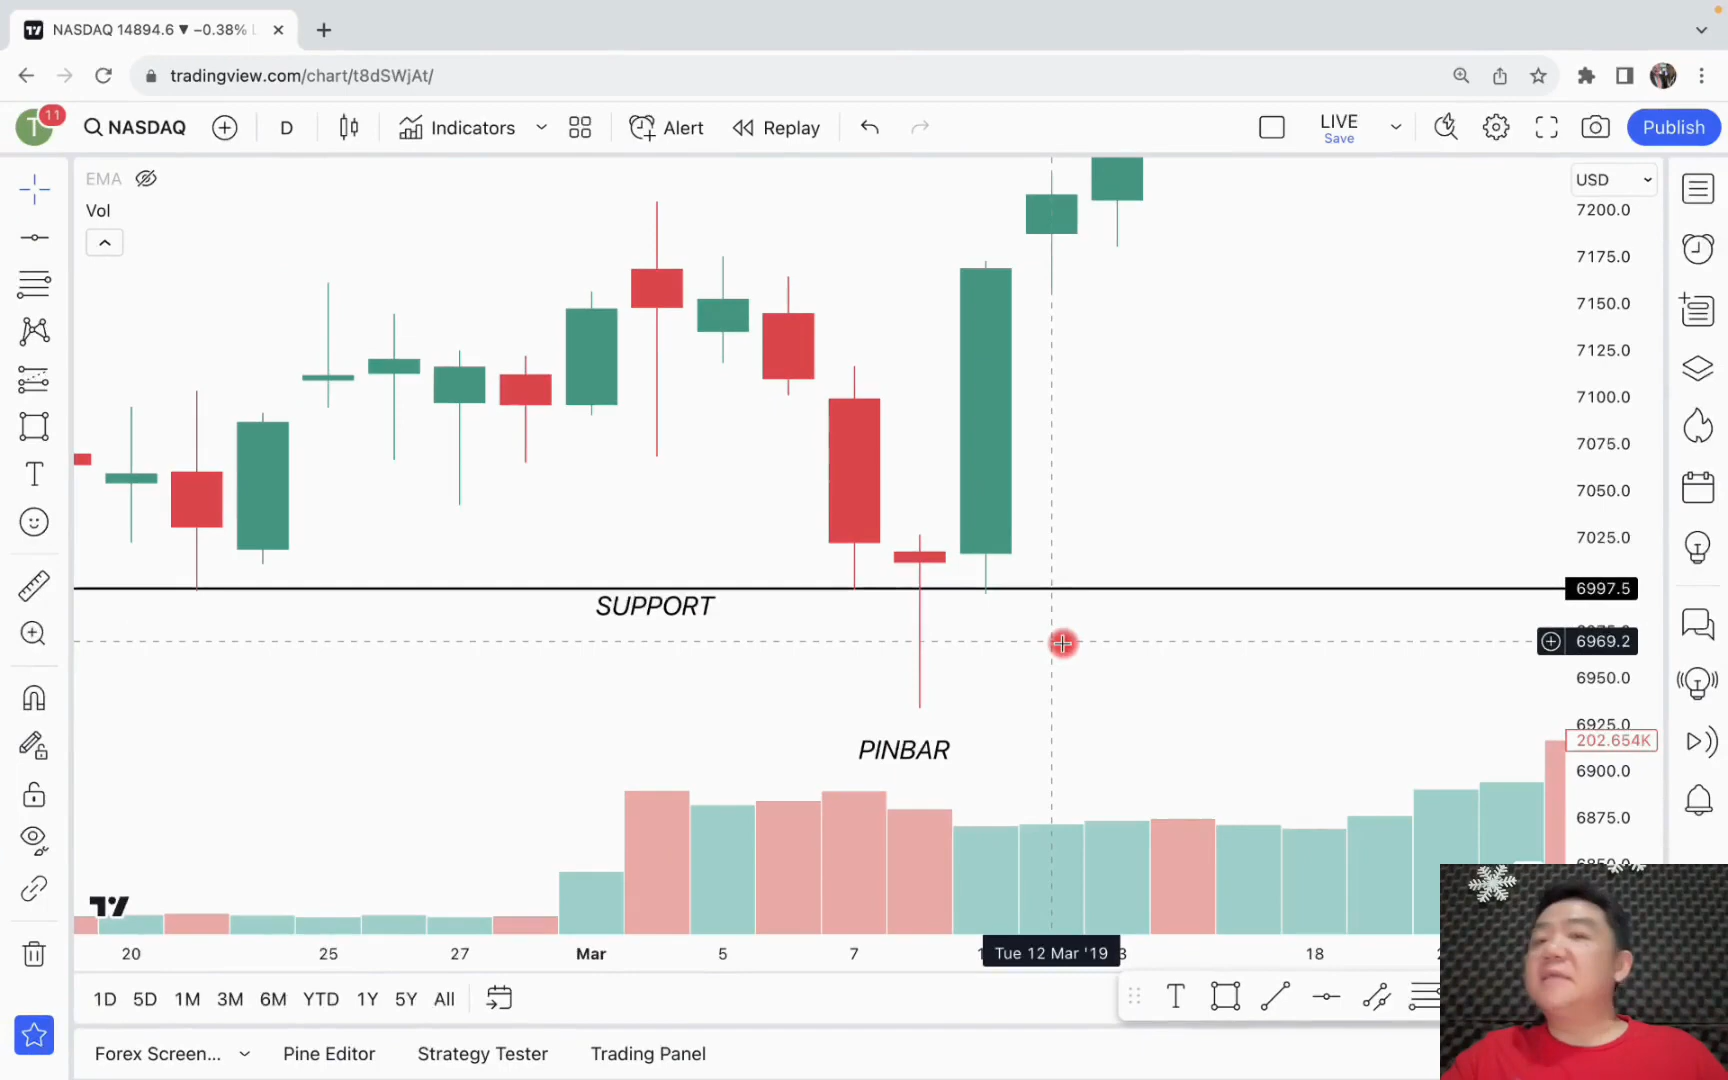 NASDAQ 14894.6 ▼ −0.38%
tradingview.com/chart/t8dSWjAt/
T
11
NASDAQ
D
Indicators
Alert
Replay
LIVE
Save
Publish
EMA
Vol
USD
7200.0
7175.0
7150.0
7125.0
7100.0
7075.0
7050.0
7025.0
6997.5
SUPPORT
6969.2
6950.0
6925.0
PINBAR
202.654K
6900.0
6875.0
20
25
27
Mar
5
7
Tue 12 Mar '19
18
1D 5D 1M 3M 6M YTD 1Y 5Y All
Forex Screen...
Pine Editor
Strategy Tester
Trading Panel